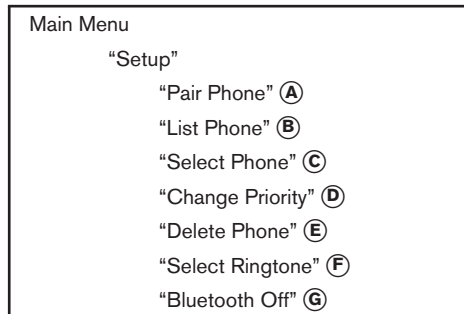 Main Menu
“Setup”
“Pair Phone” Ⓐ
“List Phone” Ⓑ
“Select Phone” Ⓒ
“Change Priority” Ⓓ
“Delete Phone” Ⓔ
“Select Ringtone” Ⓕ
“Bluetooth Off” Ⓖ